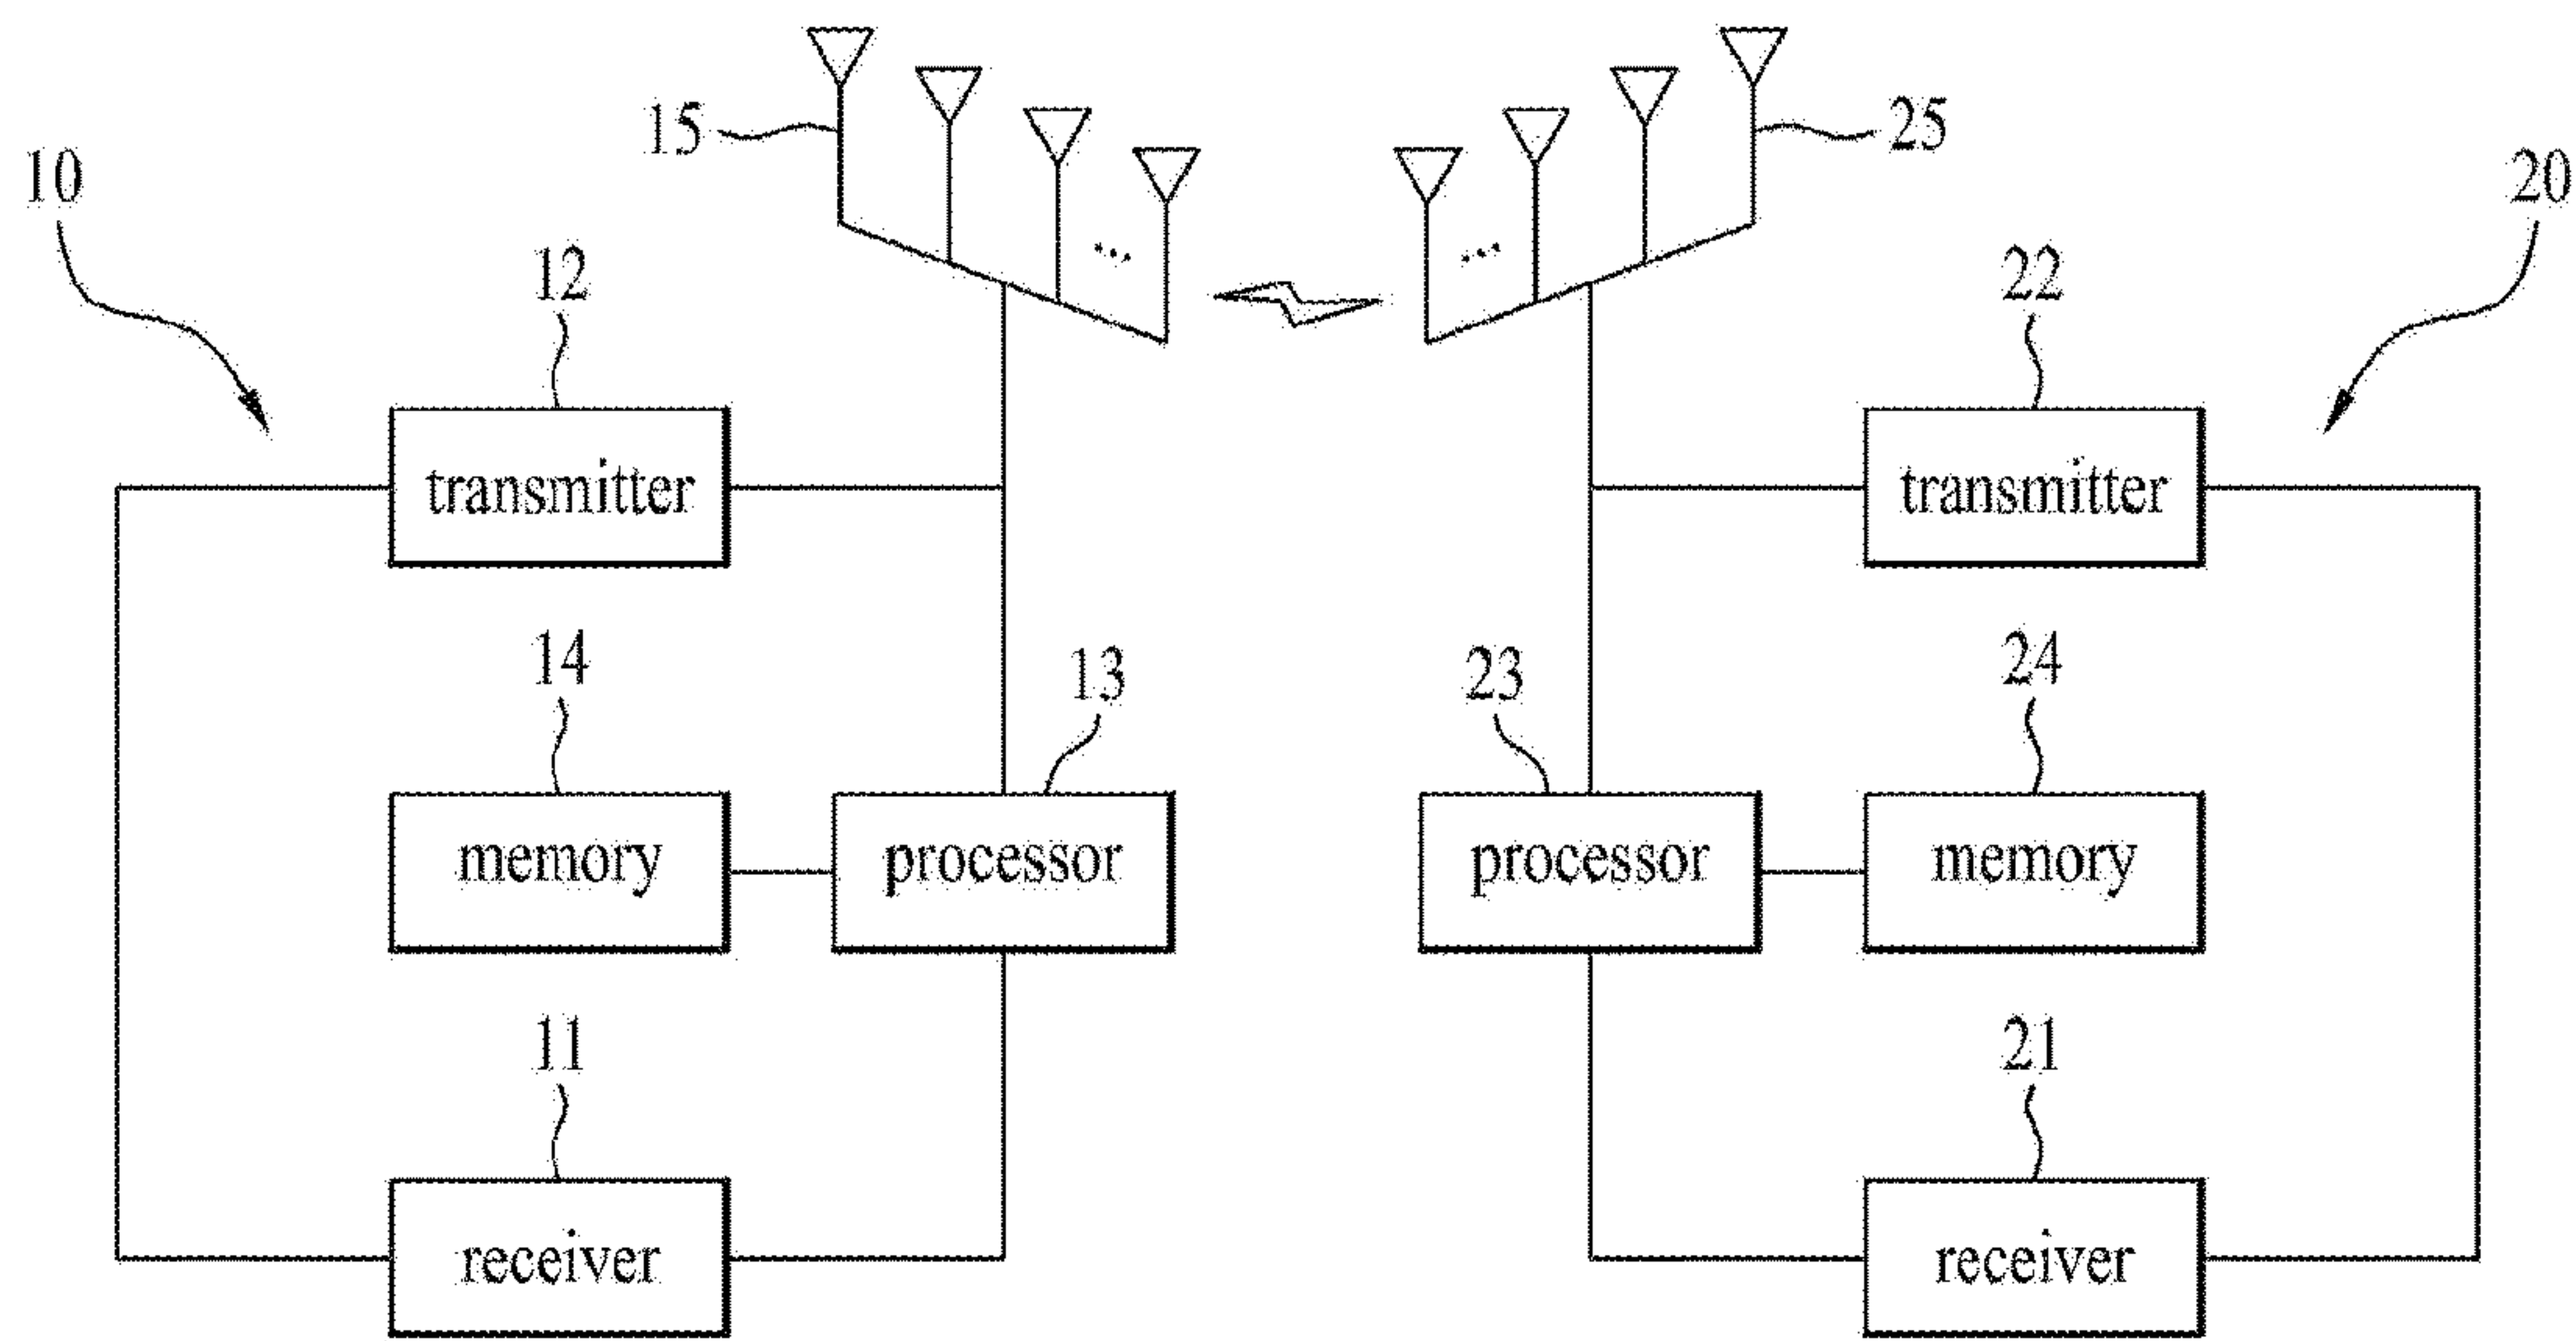 15
25
10
20
12
22
transmitter
transmitter
14
13
23
24
memory
processor
processor
memory
11
21
receiver
receiver